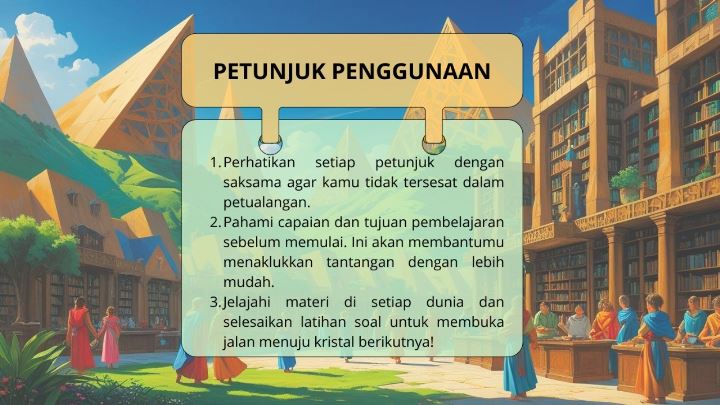 PETUNJUK PENGGUNAAN
1. Perhatikan setiap petunjuk dengan
saksama agar kamu tidak tersesat dalam
petualangan.
2. Pahami capaian dan tujuan pembelajaran
sebelum memulai. Ini akan membantumu
menaklukkan tantangan dengan lebih
mudah.
3. Jelajahi materi di setiap dunia dan
selesaikan latihan soal untuk membuka
jalan menuju kristal berikutnya!